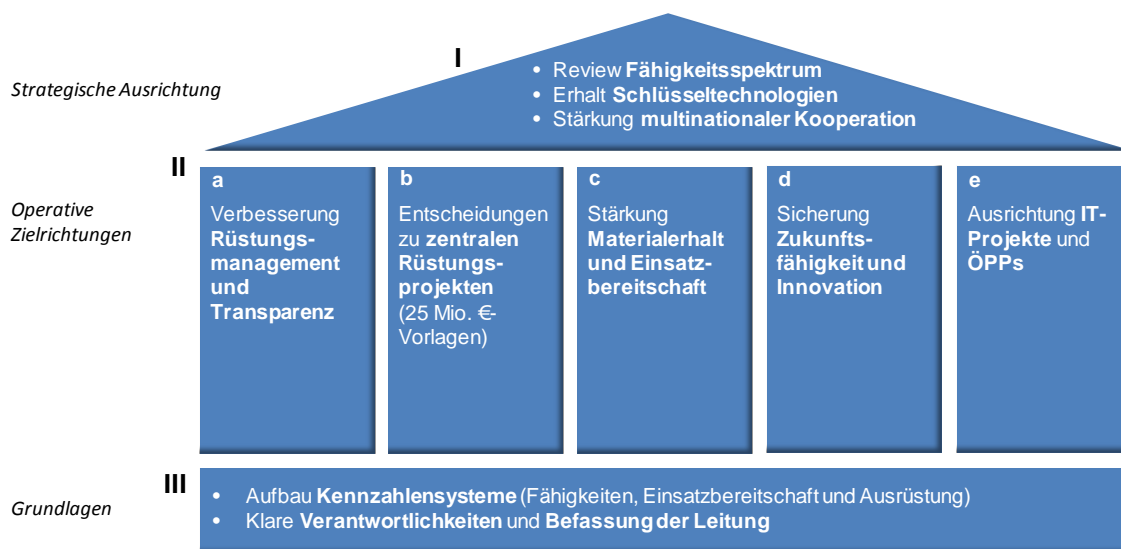 I
Strategische Ausrichtung
• Review Fähigkeitsspektrum
• Erhalt Schlüsseltechnologien
• Stärkung multinationaler Kooperation
II
Operative
Zielrichtungen
a
Verbesserung
Rüstungs-
management
und
Transparenz
b
Entscheidungen
zu zentralen
Rüstungs-
projekten
(25 Mio. €-
Vorlagen)
c
Stärkung
Materialerhalt
und Einsatz-
bereitschaft
d
Sicherung
Zukunfts-
fähigkeit und
Innovation
e
Ausrichtung IT-
Projekte und
ÖPPs
III
Grundlagen
• Aufbau Kennzahlensysteme (Fähigkeiten, Einsatzbereitschaft und Ausrüstung)
• Klare Verantwortlichkeiten und Befassung der Leitung